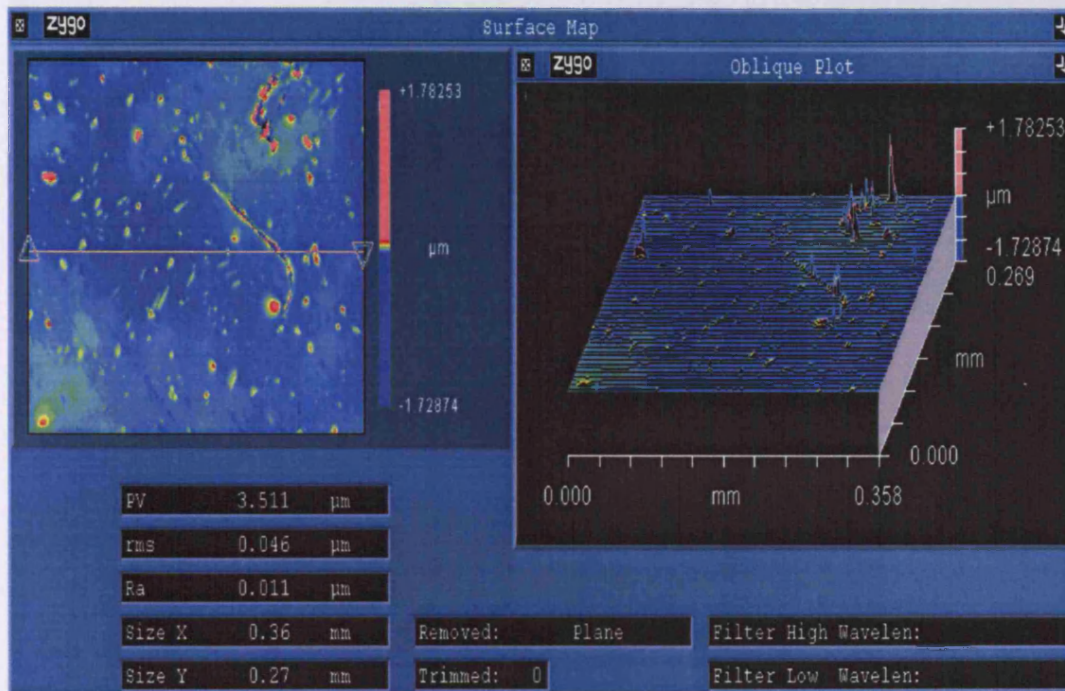 zygo Surface Map
+1.78253
µm
-1.72874
zygo Oblique Plot
+1.78253
µm
-1.72874
0.269
mm
0.000
0.000 mm 0.358
PV 3.511 µm
rms 0.046 µm
Ra 0.011 µm
Size X 0.36 mm
Size Y 0.27 mm
Removed: Plane
Trimmed: 0
Filter High Wavelen:
Filter Low Wavelen: